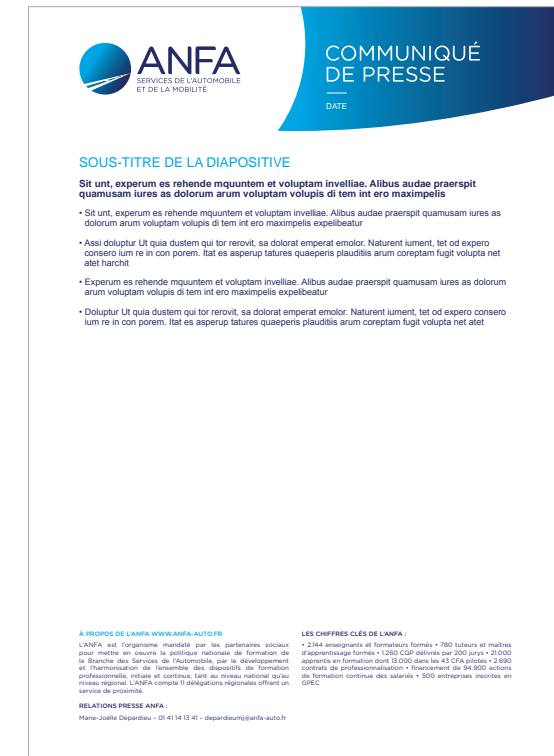 ANFA
SERVICES DE L'AUTOMOBILE
ET DE LA MOBILITÉ
COMMUNIQUÉ
DE PRESSE
DATE
SOUS-TITRE DE LA DIAPOSITIVE
Sit unt, experum es rehende mquuntem et voluptam invelliae. Alibus audae praerspit
quamusam iures as dolorum arum voluptam volupis di tem int ero maximpelis
• Sit unt, experum es rehende mquuntem et voluptam invelliae. Alibus audae praerspit quamusam iures as
dolorum arum voluptam volupis di tem int ero maximpelis expelibeatur
• Assi doluptur Ut quia dustem qui tor rerovit, sa dolorat emperat emolor. Naturent iument, tet od expero
consero ium re in con porem. Itat es asperup tatures quaeperis plauditiis arum coreptam fugit volupta net
atet harchit
• Experum es rehende mquuntem et voluptam invelliae. Alibus audae praerspit quamusam iures as dolorum
arum voluptam volupis di tem int ero maximpelis expelibeatur
• Doluptur Ut quia dustem qui tor rerovit, sa dolorat emperat emolor. Naturent iument, tet od expero consero
ium re in con porem. Itat es asperup tatures quaeperis plauditiis arum coreptam fugit volupta net atet
À PROPOS DE L'ANFA WWW.ANFA-AUTO.FR
L'ANFA est l'organisme mandaté par les partenaires sociaux
pour mettre en oeuvre la politique nationale de formation de
la Branche des Services de l'Automobile, par le développement
et l'harmonisation de l'ensemble des dispositifs de formation
professionnelle, initiale et continue, tant au niveau national qu'au
niveau régional. L'ANFA compte 11 délégations régionales offrant un
service de proximité.
RELATIONS PRESSE ANFA :
Marie-Joëlle Depardieu – 01 41 14 13 41 – depardieumj@anfa-auto.fr
LES CHIFFRES CLÉS DE L'ANFA :
• 2.144 enseignants et formateurs formés • 780 tuteurs et maîtres
d'apprentissage formés • 1.260 CQP délivrés par 200 jurys • 21.000
apprentis en formation dont 13.000 dans les 43 CFA pilotes • 2.690
contrats de professionnalisation • financement de 94.900 actions
de formation continue des salariés • 500 entreprises inscrites en
GPEC